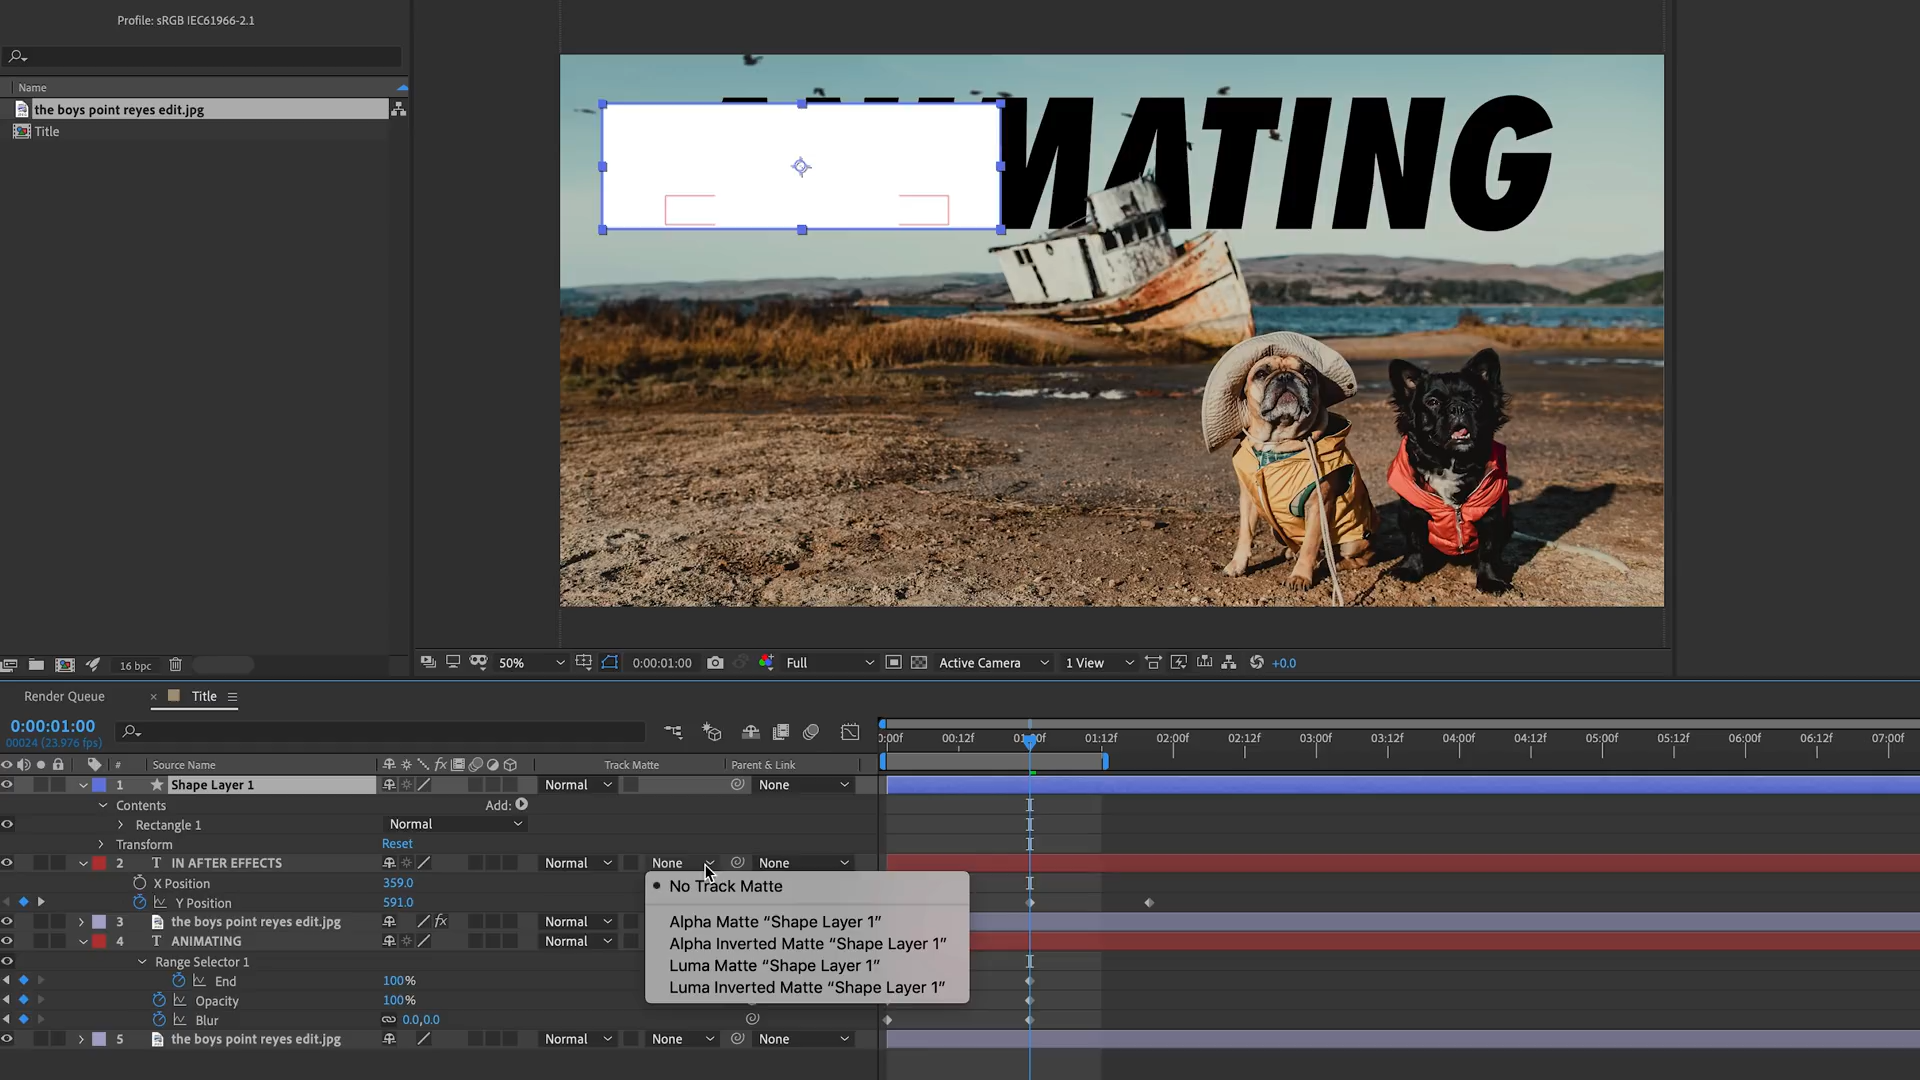 Profile: sRGB IEC61966-2.1
Name
the boys point reyes edit.jpg
Title
ANIMATING
16 bpc
50%
0:00:01:00
Full
Active Camera
1 View
+0.0
Render Queue
× Title
0:00:01:00
00024 (23.976 fps)
0:00f 00:12f 01:00f 01:12f 02:00f 02:12f 03:00f 03:12f 04:00f 04:12f 05:00f 05:12f 06:00f 06:12f 07:00f
# Source Name fx Track Matte Parent & Link
1 Shape Layer 1 Normal None
Contents Add:
Rectangle 1 Normal
Transform Reset
2 T IN AFTER EFFECTS Normal None None
X Position 359.0
Y Position 591.0
3 the boys point reyes edit.jpg fx Normal
4 T ANIMATING Normal
Range Selector 1
End 100%
Opacity 100%
Blur 0.0,0.0
5 the boys point reyes edit.jpg Normal None None
No Track Matte
Alpha Matte “Shape Layer 1”
Alpha Inverted Matte “Shape Layer 1”
Luma Matte “Shape Layer 1”
Luma Inverted Matte “Shape Layer 1”